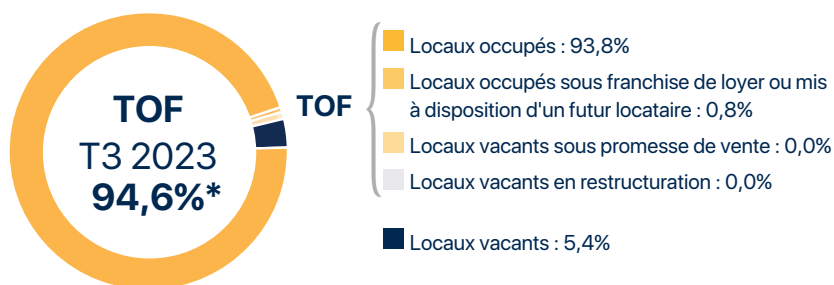 TOF
T3 2023
94,6%*
TOF
Locaux occupés : 93,8%
Locaux occupés sous franchise de loyer ou mis
à disposition d'un futur locataire : 0,8%
Locaux vacants sous promesse de vente : 0,0%
Locaux vacants en restructuration : 0,0%
Locaux vacants : 5,4%